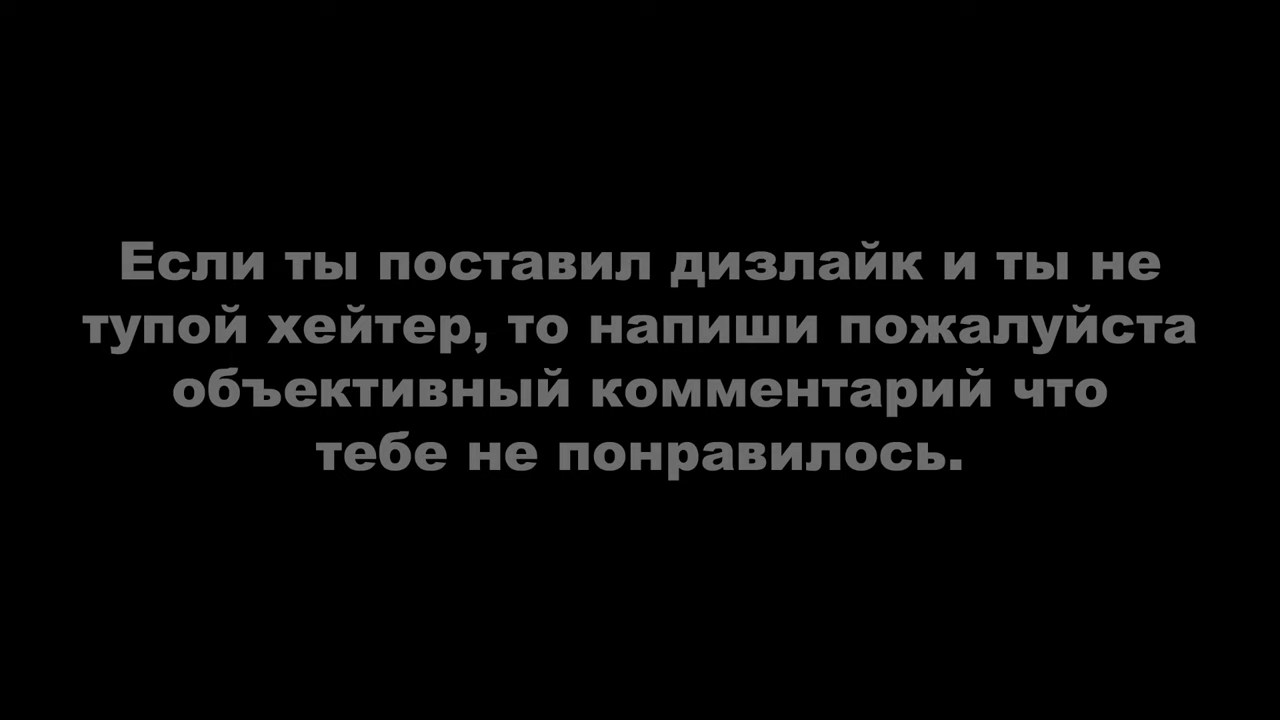 Если ты поставил дизлайк и ты не
тупой хейтер, то напиши пожалуйста
объективный комментарий что
тебе не понравилось.